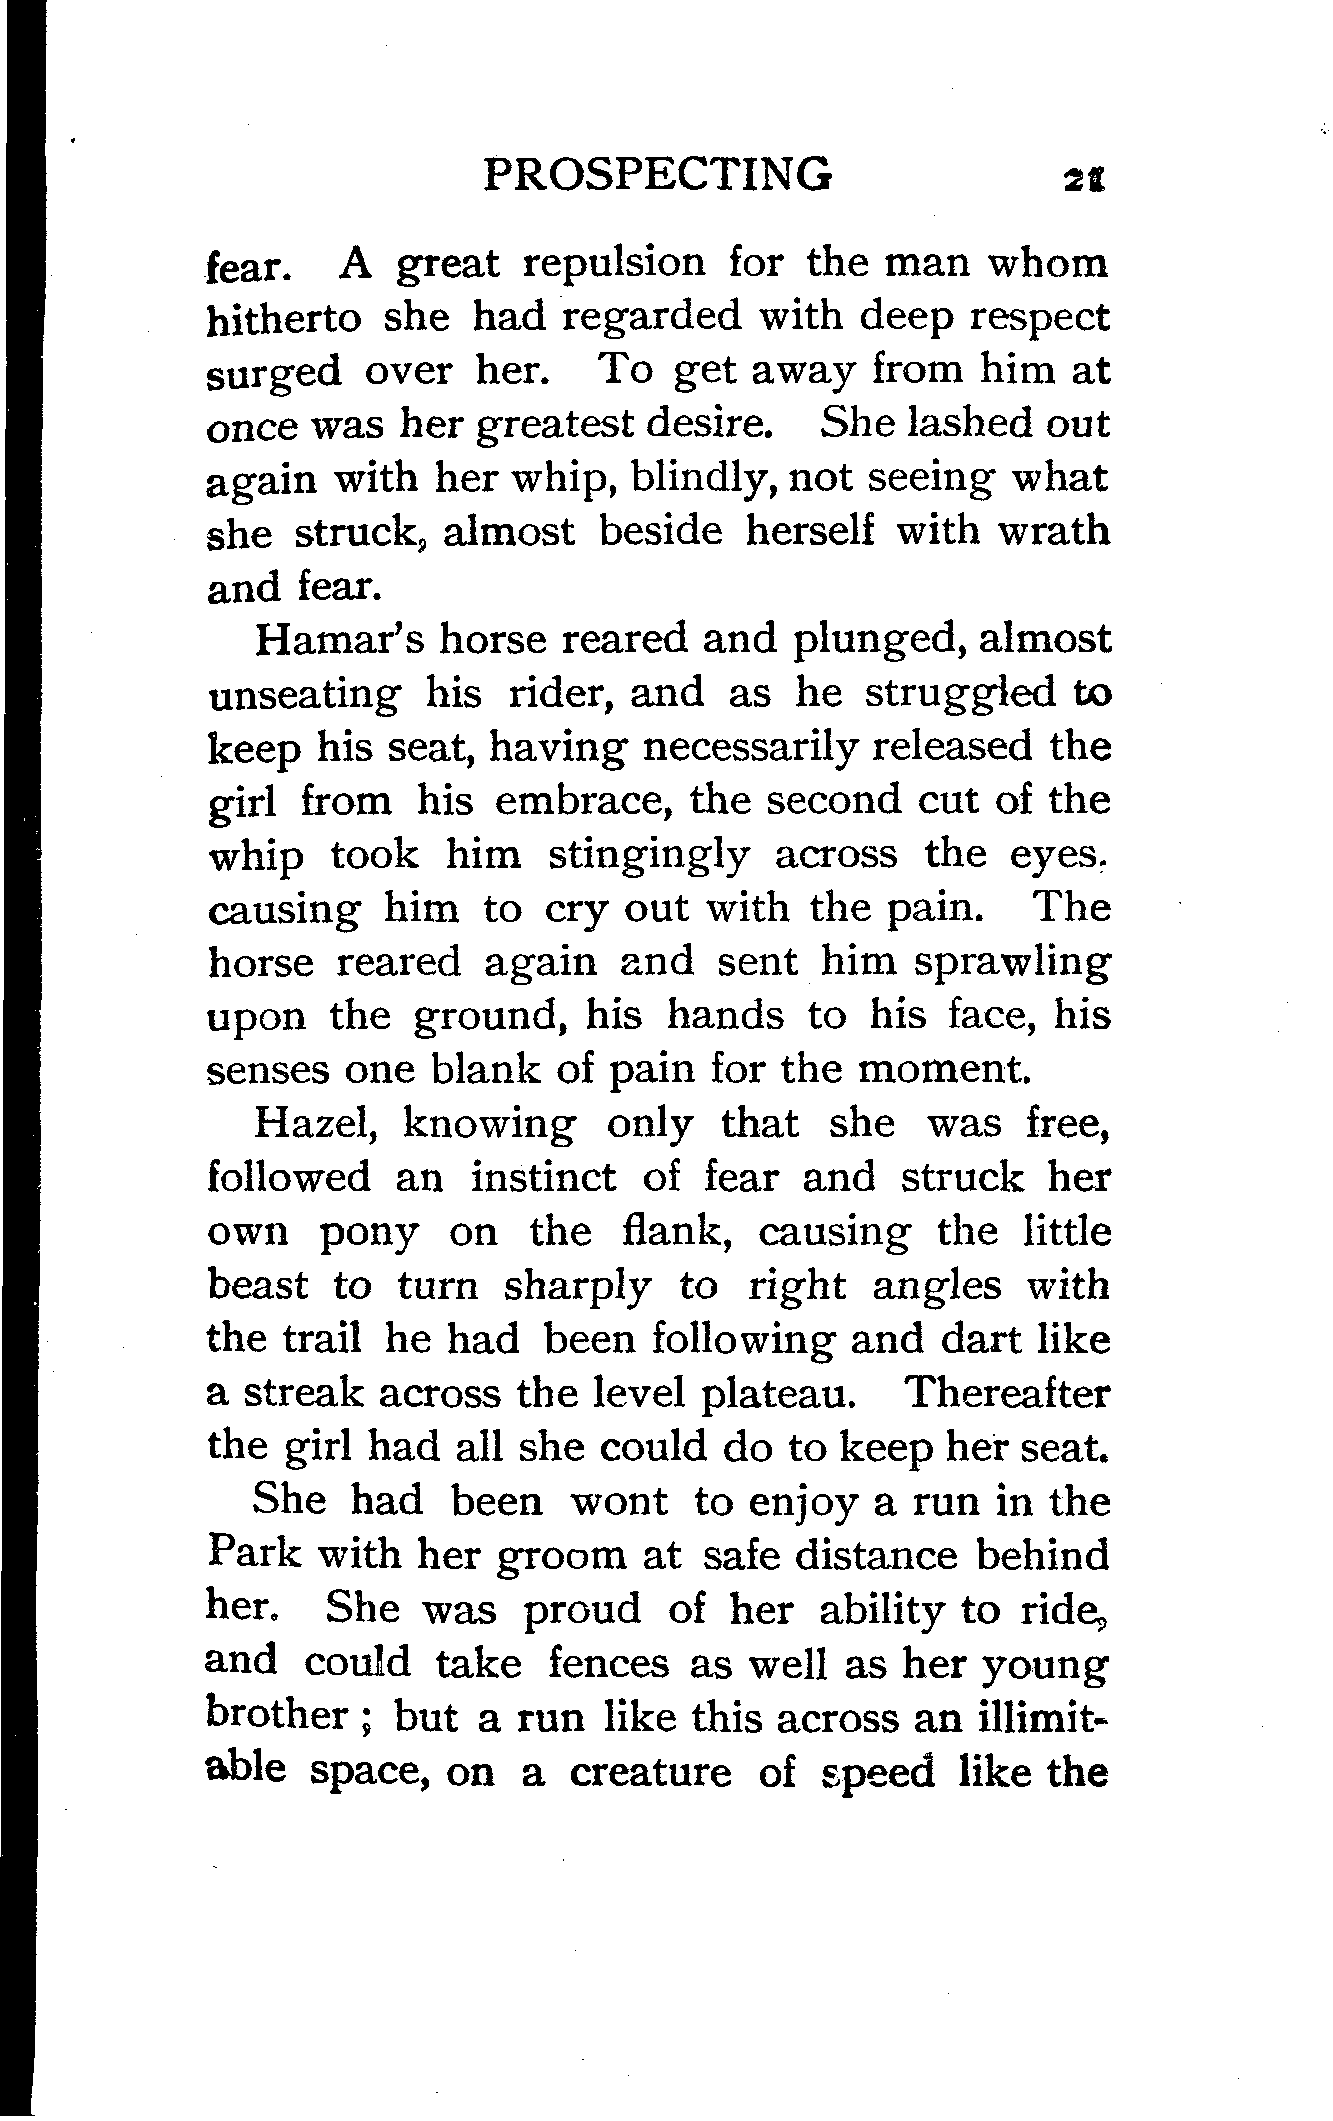 PROSPECTING 21
fear. A great repulsion for the man whom
hitherto she had regarded with deep respect
surged over her. To get away from him at
once was her greatest desire. She lashed out
again with her whip, blindly, not seeing what
she struck, almost beside herself with wrath
and fear.
Hamar's horse reared and plunged, almost
unseating his rider, and as he struggled to
keep his seat, having necessarily released the
girl from his embrace, the second cut of the
whip took him stingingly across the eyes,
causing him to cry out with the pain. The
horse reared again and sent him sprawling
upon the ground, his hands to his face, his
senses one blank of pain for the moment.
Hazel, knowing only that she was free,
followed an instinct of fear and struck her
own pony on the flank, causing the little
beast to turn sharply to right angles with
the trail he had been following and dart like
a streak across the level plateau. Thereafter
the girl had all she could do to keep her seat.
She had been wont to enjoy a run in the
Park with her groom at safe distance behind
her. She was proud of her ability to ride,
and could take fences as well as her young
brother ; but a run like this across an illimit-
able space, on a creature of speed like the